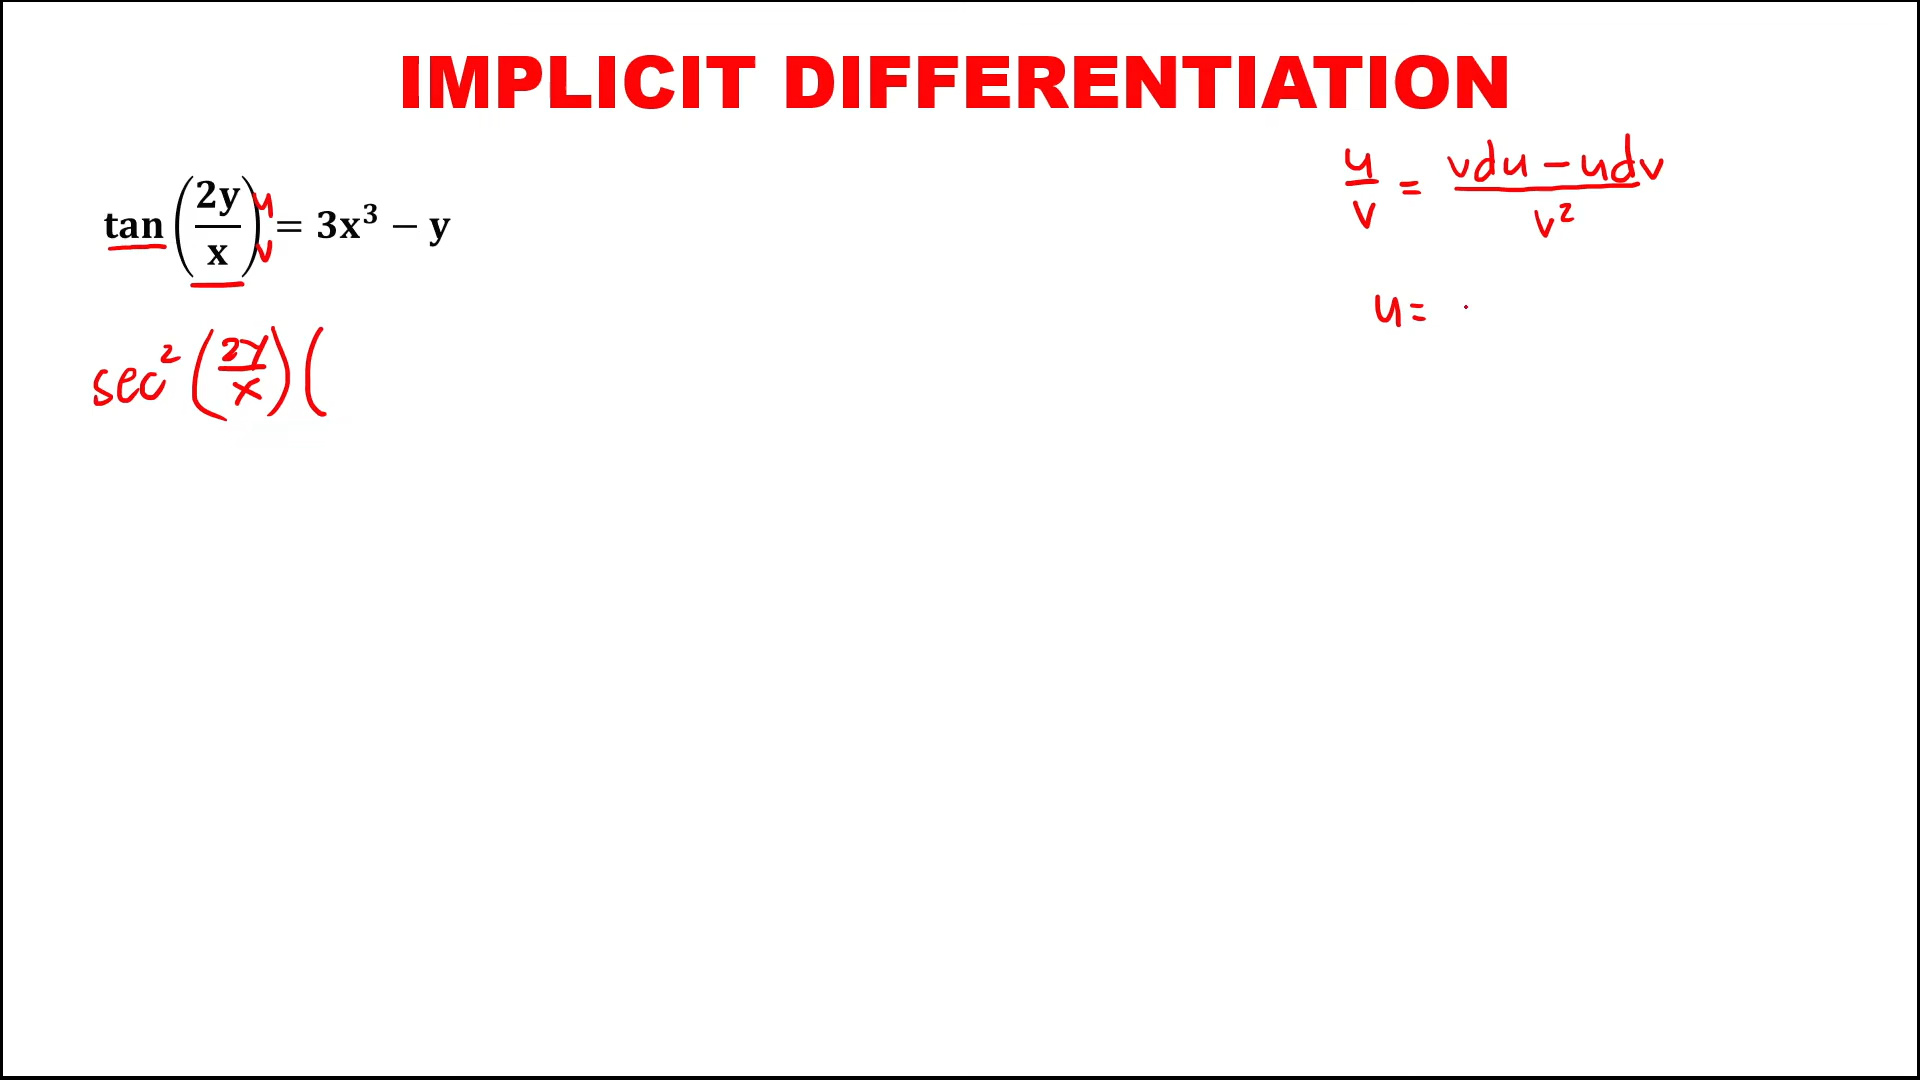 IMPLICIT DIFFERENTIATION
tan(2y/x) = 3x³ − y
u
v
u/v = (vdu − udv)/v²
u =
sec²(2y/x)(